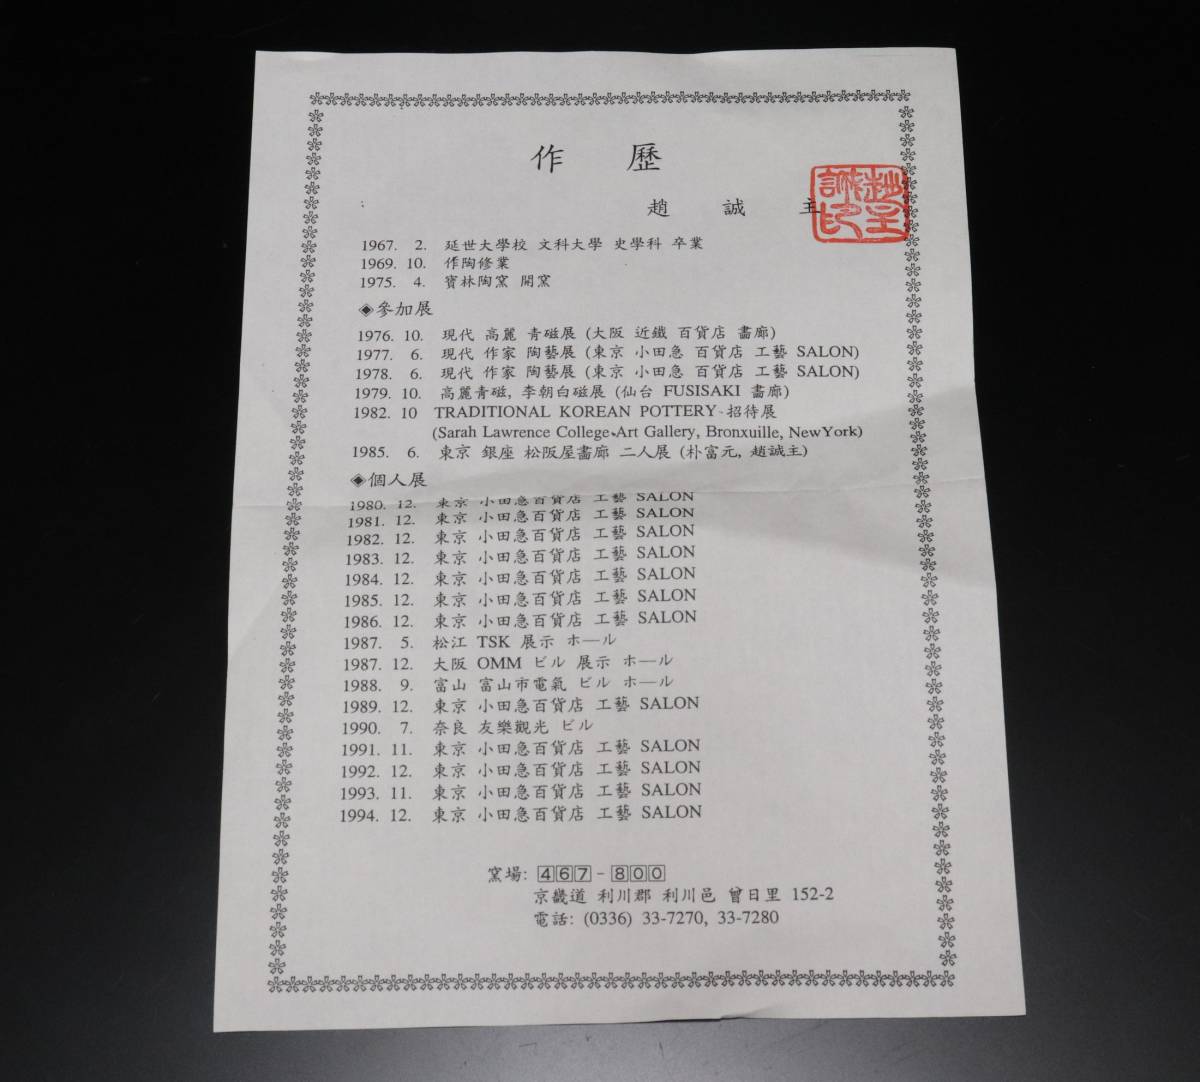 作 歷
趙 誠 主
趙誠主印
1967. 2. 延世大學校 文科大學 史學科 卒業
1969. 10. 作陶修業
1975. 4. 寶林陶窯 開窯
◈參加展
1976. 10. 現代 高麗 青磁展 (大阪 近鐵 百貨店 畵廊)
1977. 6. 現代 作家 陶藝展 (東京 小田急 百貨店 工藝 SALON)
1978. 6. 現代 作家 陶藝展 (東京 小田急 百貨店 工藝 SALON)
1979. 10. 高麗青磁, 李朝白磁展 (仙台 FUSISAKI 畵廊)
1982. 10 TRADITIONAL KOREAN POTTERY 招待展
(Sarah Lawrence College Art Gallery, Bronxuille, NewYork)
1985. 6. 東京 銀座 松阪屋畵廊 二人展 (朴富元, 趙誠主)
◈個人展
1980. 12. 東京 小田急百貨店 工藝 SALON
1981. 12. 東京 小田急百貨店 工藝 SALON
1982. 12. 東京 小田急百貨店 工藝 SALON
1983. 12. 東京 小田急百貨店 工藝 SALON
1984. 12. 東京 小田急百貨店 工藝 SALON
1985. 12. 東京 小田急百貨店 工藝 SALON
1986. 12. 東京 小田急百貨店 工藝 SALON
1987. 5. 松江 TSK 展示 ホール
1987. 12. 大阪 OMM ビル 展示 ホール
1988. 9. 富山 富山市電氣 ビル ホール
1989. 12. 東京 小田急百貨店 工藝 SALON
1990. 7. 奈良 友樂觀光 ビル
1991. 11. 東京 小田急百貨店 工藝 SALON
1992. 12. 東京 小田急百貨店 工藝 SALON
1993. 11. 東京 小田急百貨店 工藝 SALON
1994. 12. 東京 小田急百貨店 工藝 SALON
窯場: 467-800
京畿道 利川郡 利川邑 曾日里 152-2
電話: (0336) 33-7270, 33-7280